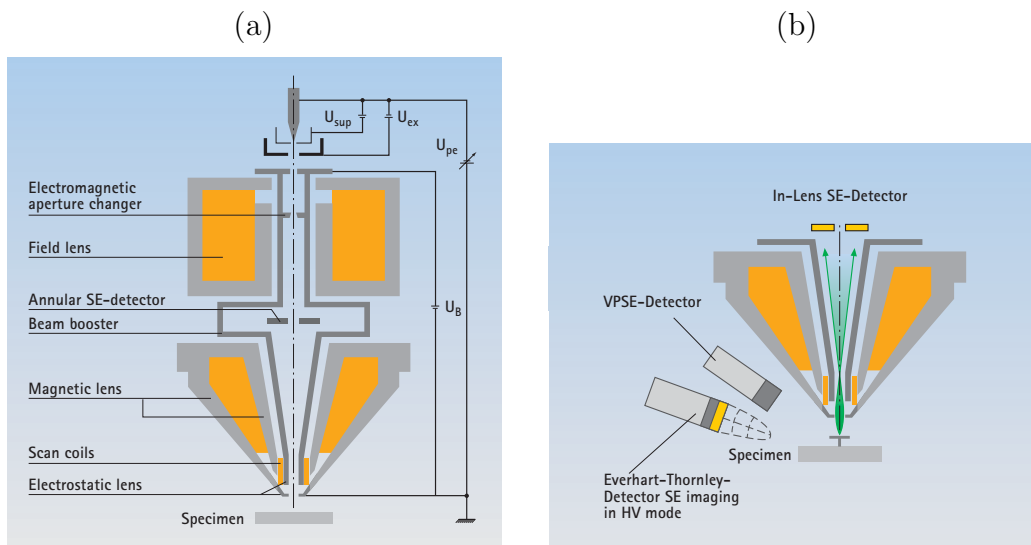 (a)
U_sup
U_ex
U_pe
Electromagnetic
aperture changer
Field lens
Annular SE-detector
Beam booster
U_B
Magnetic lens
Scan coils
Electrostatic lens
Specimen
(b)
In-Lens SE-Detector
VPSE-Detector
Specimen
Everhart-Thornley-
Detector SE imaging
in HV mode